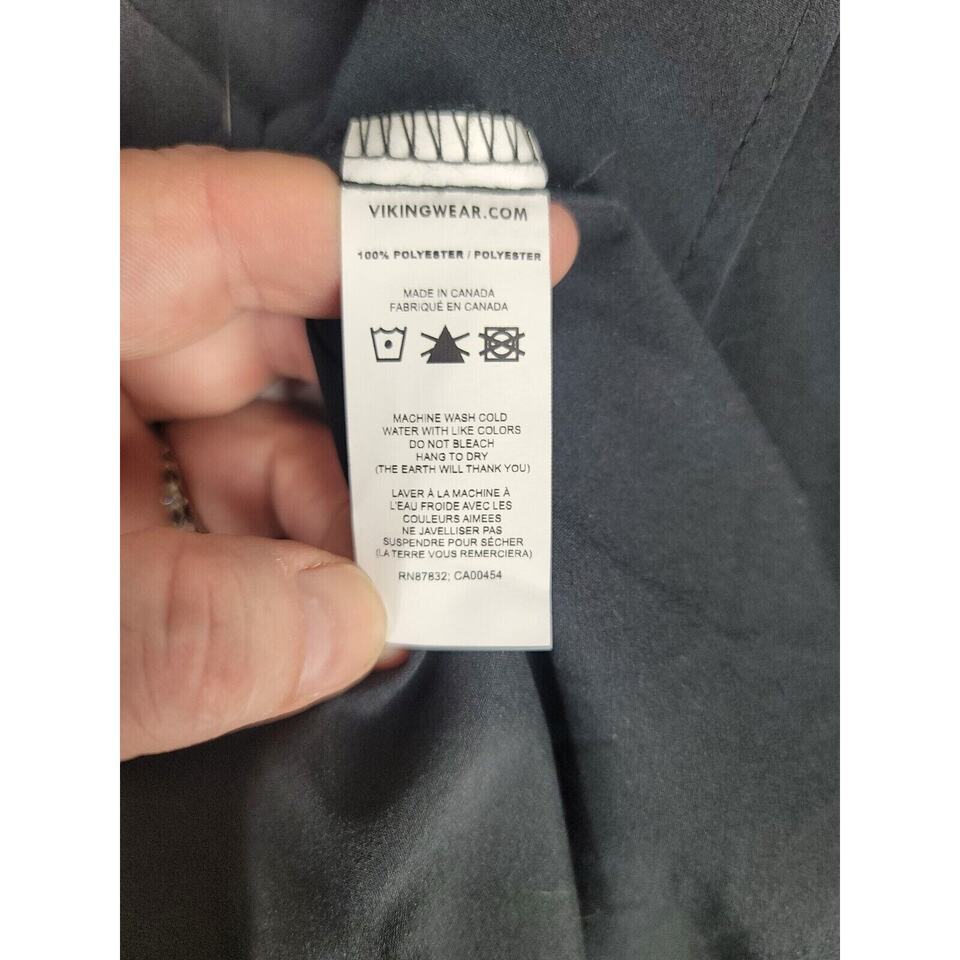 VIKINGWEAR.COM
100% POLYESTER / POLYESTER
MADE IN CANADA
FABRIQUÉ EN CANADA
MACHINE WASH COLD
WATER WITH LIKE COLORS
DO NOT BLEACH
HANG TO DRY
(THE EARTH WILL THANK YOU)
LAVER À LA MACHINE À
L'EAU FROIDE AVEC LES
COULEURS AIMEES
NE JAVELLISER PAS
SUSPENDRE POUR SÉCHER
(LA TERRE VOUS REMERCIERA)
RN87832; CA00454